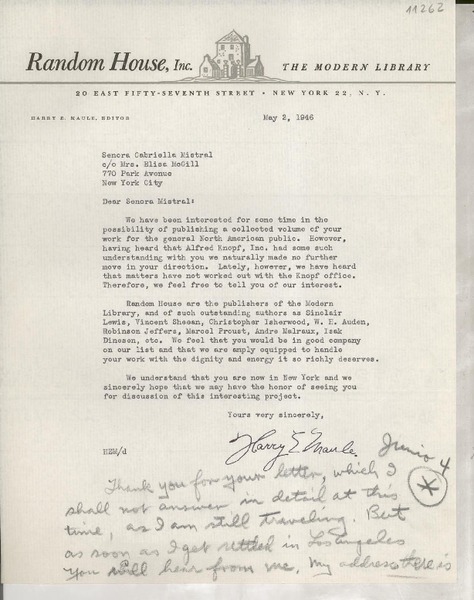 11262
Random House, Inc. THE MODERN LIBRARY
20 EAST FIFTY-SEVENTH STREET • NEW YORK 22, N. Y.
HARRY E. MAULE, EDITOR
May 2, 1946
Senora Gabriella Mistral
c/o Mrs. Elisa McGill
770 Park Avenue
New York City
Dear Senora Mistral:
We have been interested for some time in the
possibility of publishing a collected volume of your
work for the general North American public. However,
having heard that Alfred Knopf, Inc. had some such
understanding with you we naturally made no further
move in your direction. Lately, however, we have heard
that matters have not worked out with the Knopf office.
Therefore, we feel free to tell you of our interest.
Random House are the publishers of the Modern
Library, and of such outstanding authors as Sinclair
Lewis, Vincent Sheean, Christopher Isherwood, W. H. Auden,
Robinson Jeffers, Marcel Proust, Andre Malraux, Isak
Dinesen, etc. We feel that you would be in good company
on our list and that we are amply equipped to handle
your work with the dignity and energy it so richly deserves.
We understand that you are now in New York and we
sincerely hope that we may have the honor of seeing you
for discussion of this interesting project.
Yours very sincerely,
HEM/d
Harry E. Maule.
Junio 4
Thank you for your letter, which I
shall not answer in detail at this
time, as I am still traveling. But
as soon as I get settled in Los Angeles
you will hear from me. My address there is